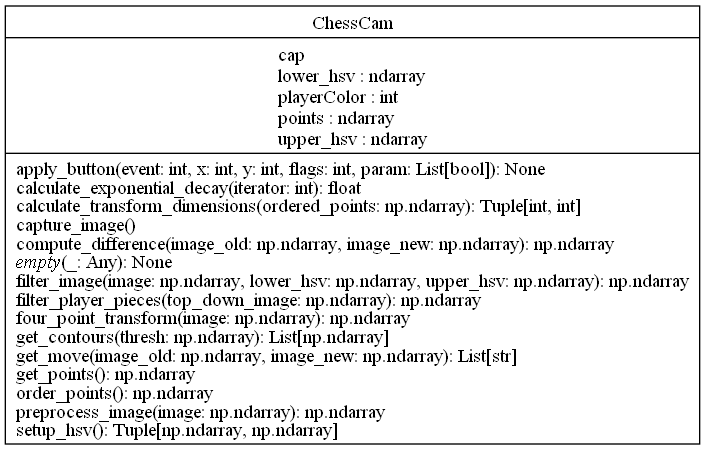 ChessCam
cap
lower_hsv : ndarray
playerColor : int
points : ndarray
upper_hsv : ndarray
apply_button(event: int, x: int, y: int, flags: int, param: List[bool]): None
calculate_exponential_decay(iterator: int): float
calculate_transform_dimensions(ordered_points: np.ndarray): Tuple[int, int]
capture_image()
compute_difference(image_old: np.ndarray, image_new: np.ndarray): np.ndarray
empty(_: Any): None
filter_image(image: np.ndarray, lower_hsv: np.ndarray, upper_hsv: np.ndarray): np.ndarray
filter_player_pieces(top_down_image: np.ndarray): np.ndarray
four_point_transform(image: np.ndarray): np.ndarray
get_contours(thresh: np.ndarray): List[np.ndarray]
get_move(image_old: np.ndarray, image_new: np.ndarray): List[str]
get_points(): np.ndarray
order_points(): np.ndarray
preprocess_image(image: np.ndarray): np.ndarray
setup_hsv(): Tuple[np.ndarray, np.ndarray]